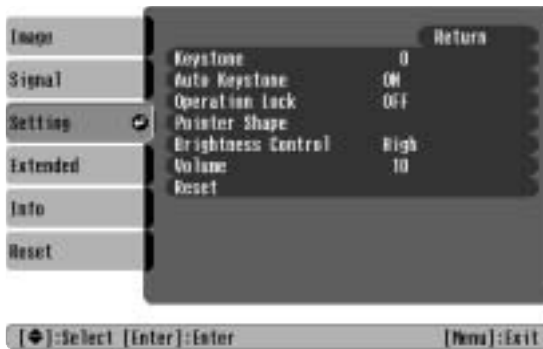 Image
Signal
Setting
Extended
Info
Reset
Return
Keystone 0
Auto Keystone ON
Operation Lock OFF
Pointer Shape
Brightness Control High
Volume 10
Reset
[◆]:Select [Enter]:Enter [Menu]:Exit